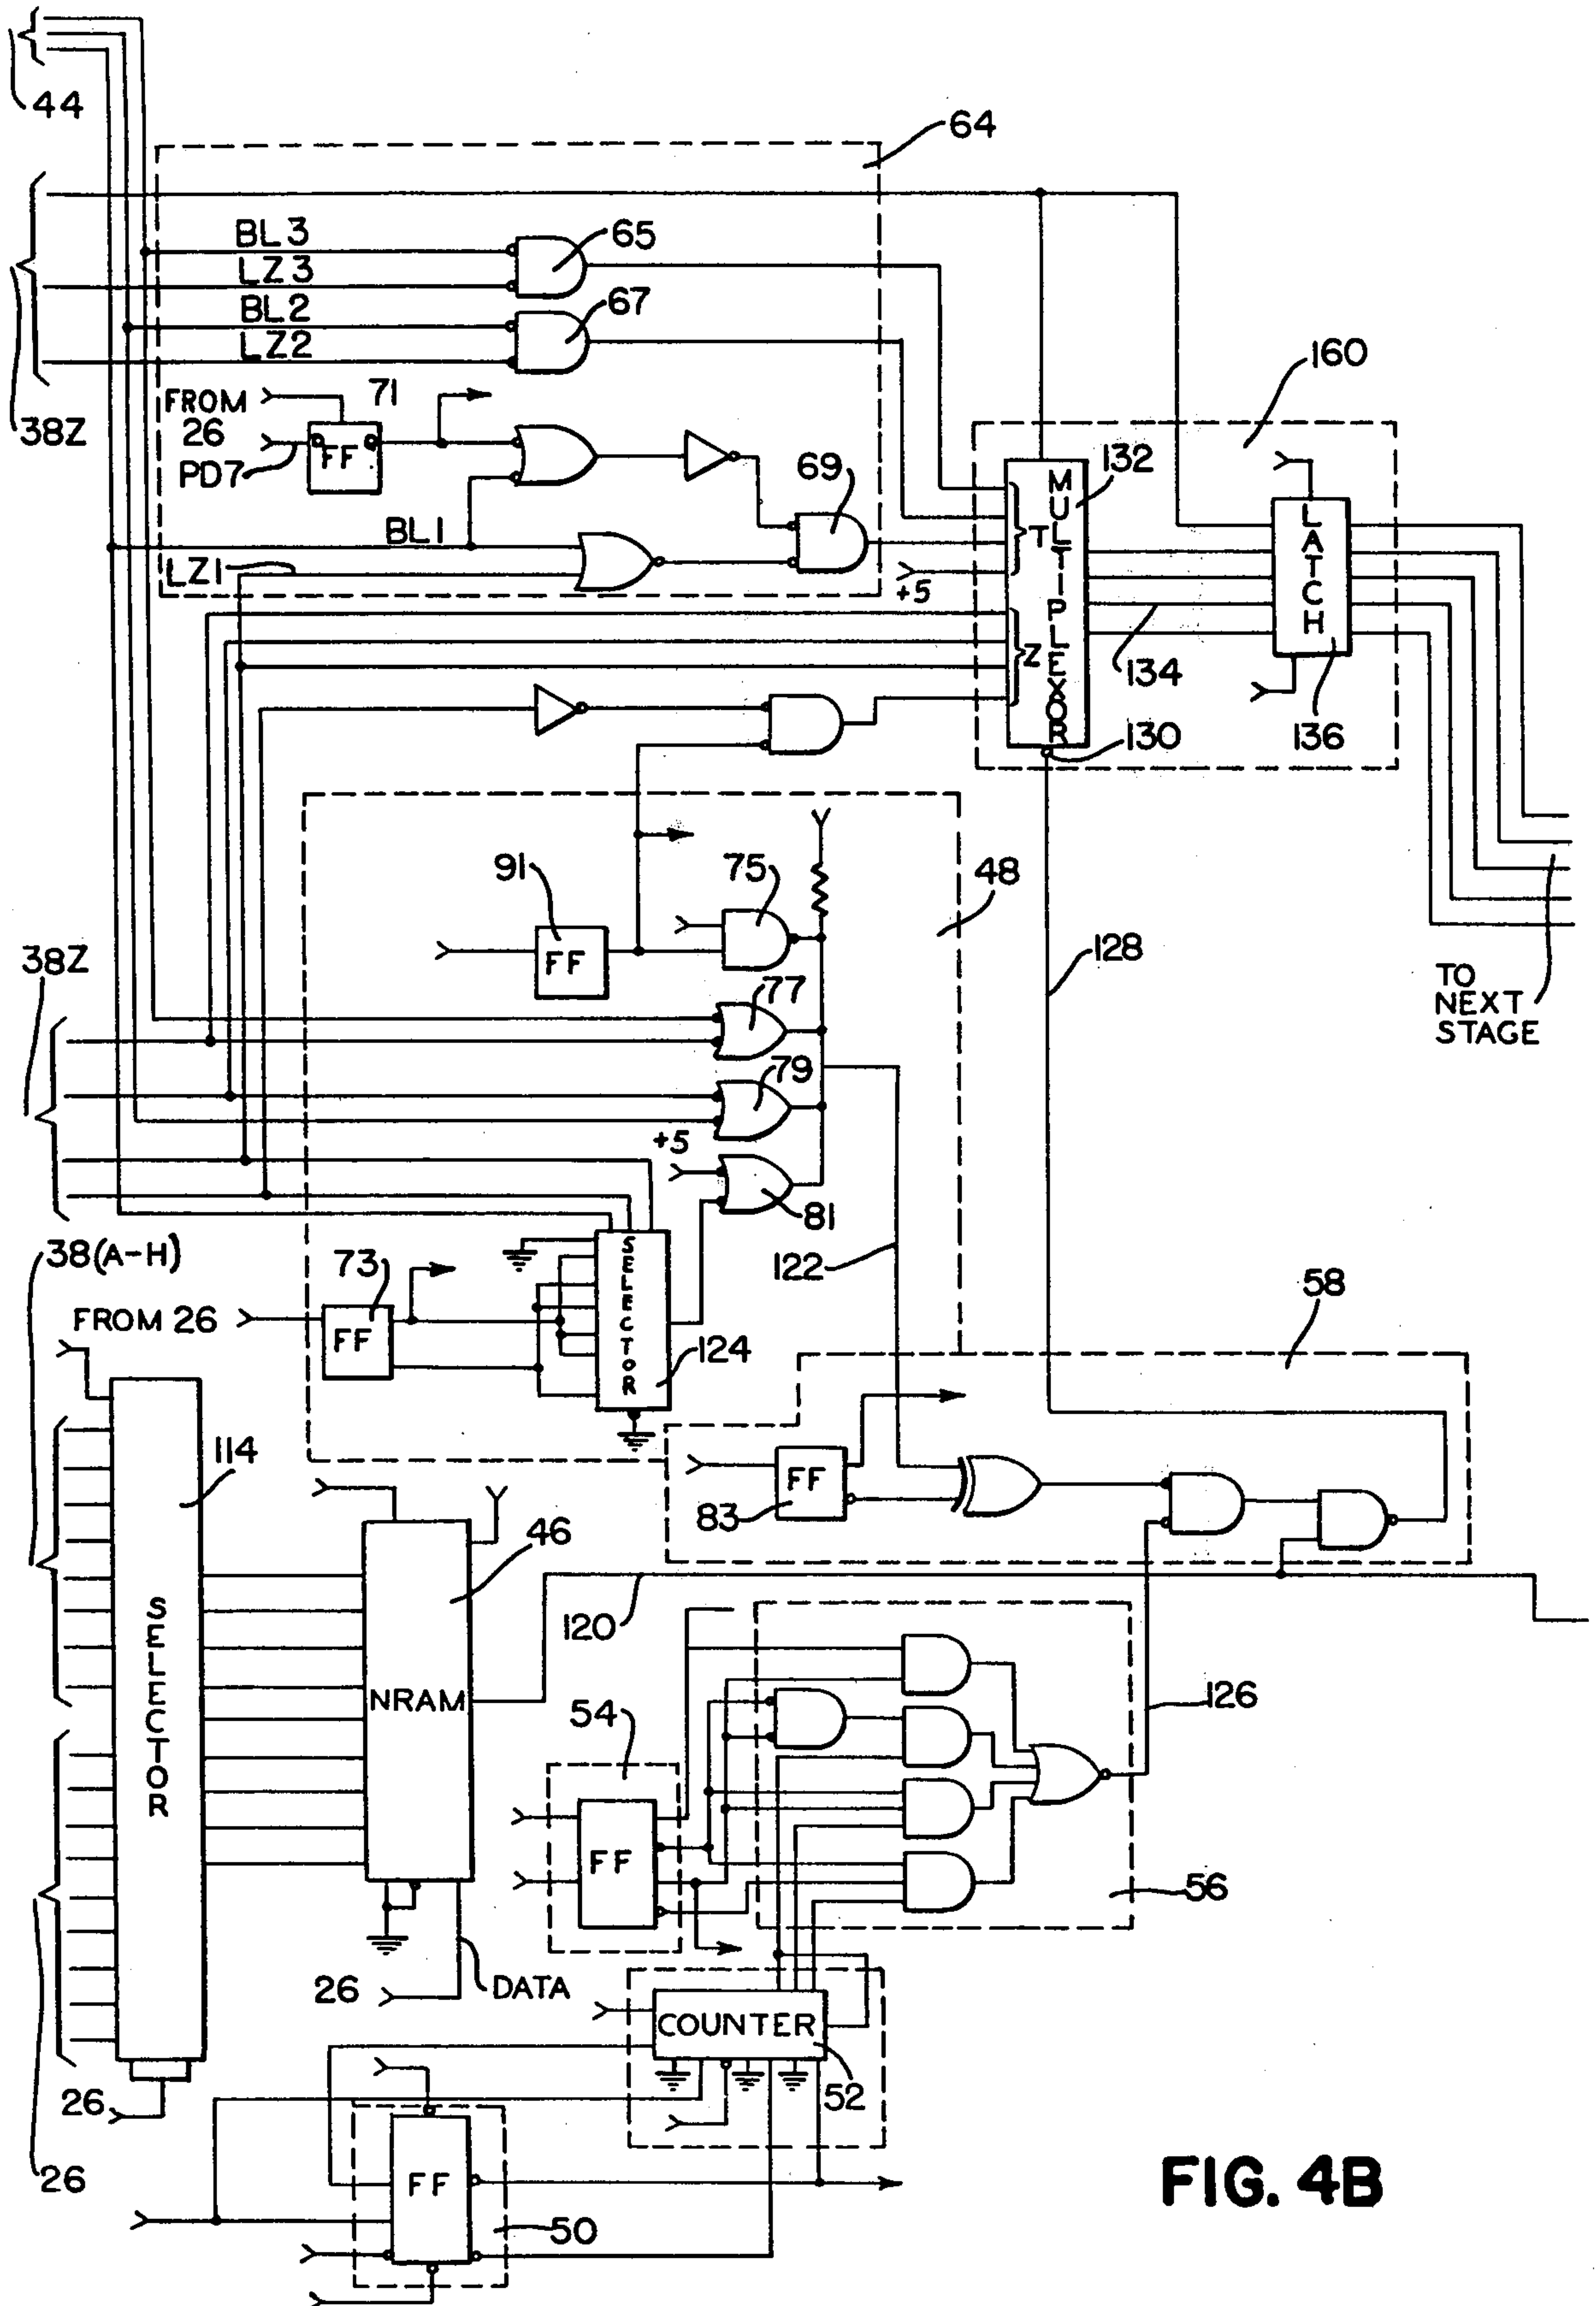 44
64
BL3
LZ3
65
BL2
LZ2
67
38Z
FROM
26
71
FF
PD7
69
BL1
LZ1
+5
T
Z
MULTIPLEXOR
132
130
134
160
LATCH
136
91
FF
75
48
128
TO
NEXT
STAGE
38Z
77
79
+5
81
38(A-H)
73
FROM 26
FF
SELECTOR
124
122
58
114
SELECTOR
FF
83
46
NRAM
120
126
54
FF
56
26
DATA
COUNTER
52
26
26
FF
50
FIG. 4B